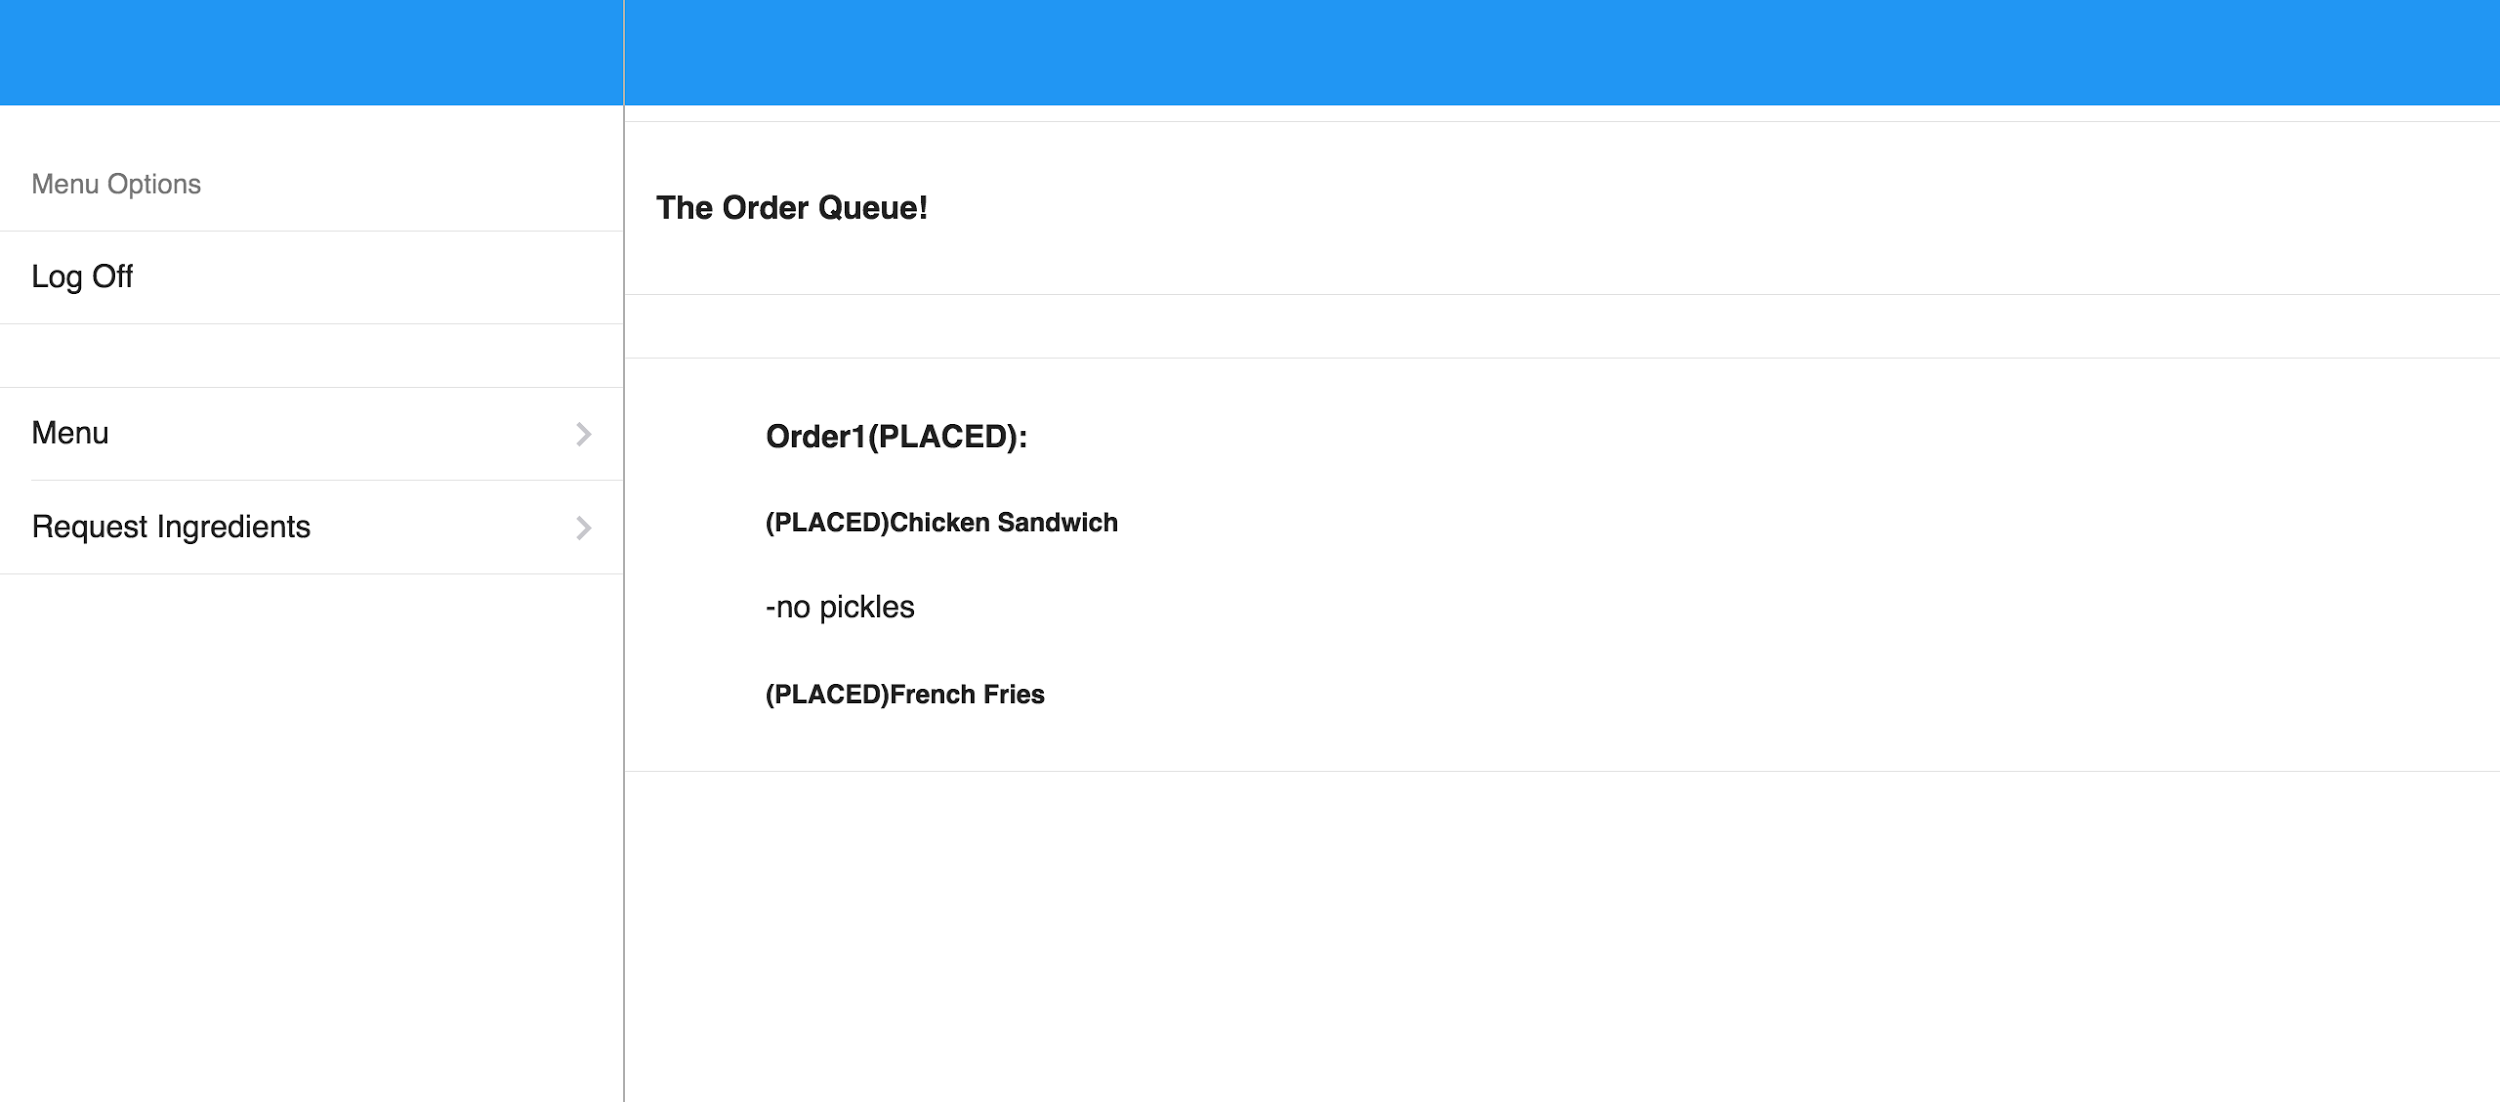 Menu Options
Log Off
Menu
Request Ingredients
The Order Queue!
Order1(PLACED):
(PLACED)Chicken Sandwich
-no pickles
(PLACED)French Fries